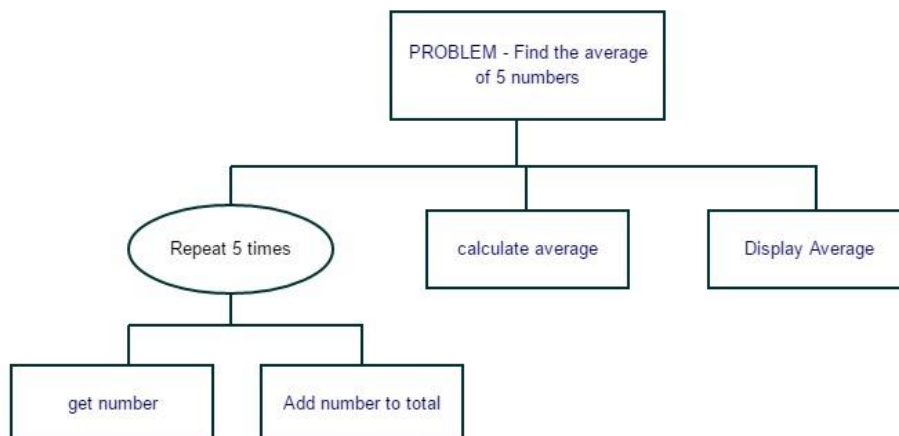 PROBLEM - Find the average
of 5 numbers
Repeat 5 times
calculate average
Display Average
get number
Add number to total